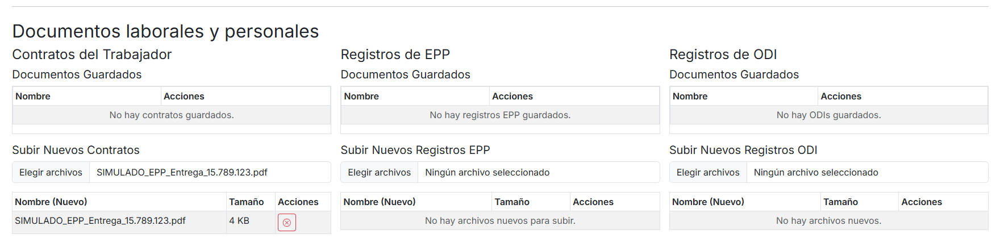 Documentos laborales y personales
Contratos del Trabajador
Documentos Guardados
Nombre Acciones
No hay contratos guardados.
Subir Nuevos Contratos
Elegir archivos SIMULADO_EPP_Entrega_15.789.123.pdf
Nombre (Nuevo) Tamaño Acciones
SIMULADO_EPP_Entrega_15.789.123.pdf 4 KB
Registros de EPP
Documentos Guardados
Nombre Acciones
No hay registros EPP guardados.
Subir Nuevos Registros EPP
Elegir archivos Ningún archivo seleccionado
Nombre (Nuevo) Tamaño Acciones
No hay archivos nuevos para subir.
Registros de ODI
Documentos Guardados
Nombre Acciones
No hay ODIs guardados.
Subir Nuevos Registros ODI
Elegir archivos Ningún archivo seleccionado
Nombre (Nuevo) Tamaño Acciones
No hay archivos nuevos.